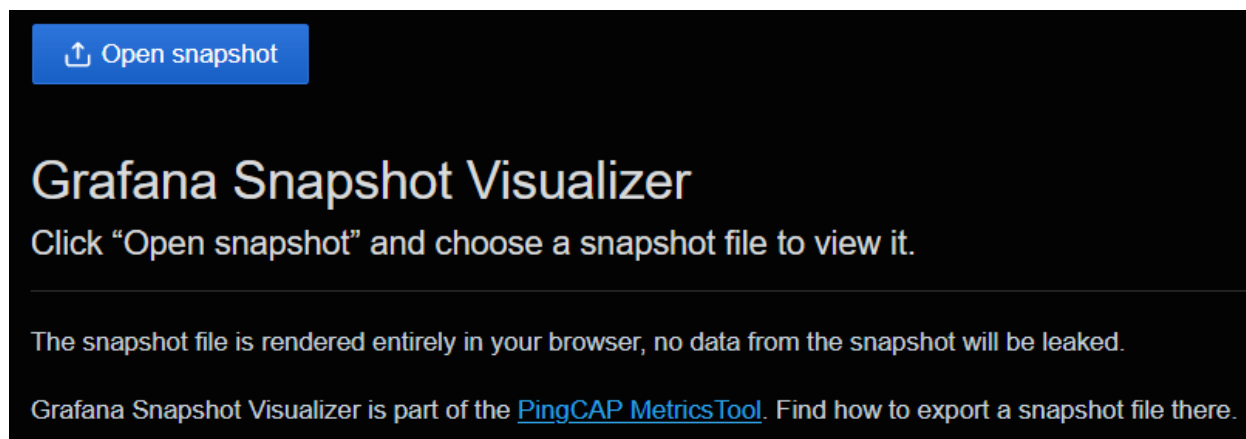 Open snapshot
Grafana Snapshot Visualizer
Click “Open snapshot” and choose a snapshot file to view it.
The snapshot file is rendered entirely in your browser, no data from the snapshot will be leaked.
Grafana Snapshot Visualizer is part of the PingCAP MetricsTool. Find how to export a snapshot file there.